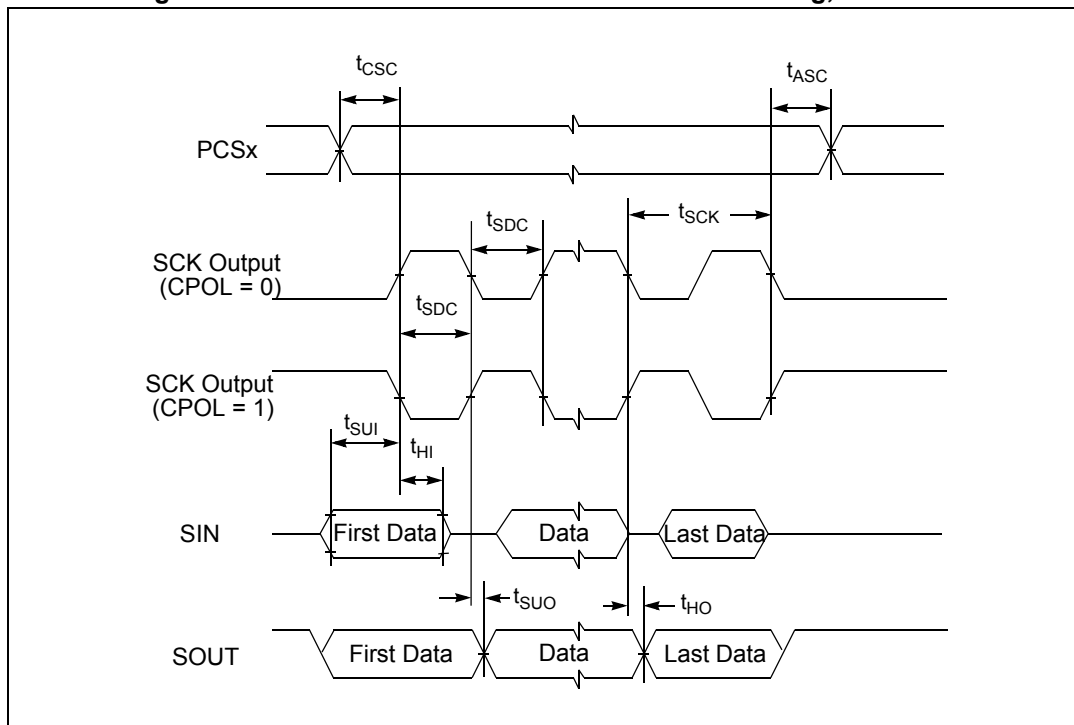 tCSC
tASC
PCSx
tSDC
tSCK
SCK Output
(CPOL = 0)
tSDC
SCK Output
(CPOL = 1)
tSUI
tHI
SIN
First Data
Data
Last Data
tSUO
tHO
SOUT
First Data
Data
Last Data